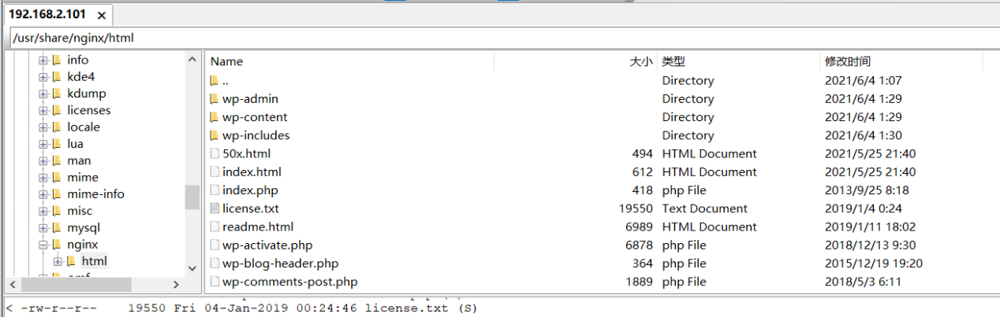 192.168.2.101 ×
/usr/share/nginx/html
info
kde4
kdump
licenses
locale
lua
man
mime
mime-info
misc
mysql
nginx
html
Name 大小 类型 修改时间
.. Directory 2021/6/4 1:07
wp-admin Directory 2021/6/4 1:29
wp-content Directory 2021/6/4 1:29
wp-includes Directory 2021/6/4 1:30
50x.html 494 HTML Document 2021/5/25 21:40
index.html 612 HTML Document 2021/5/25 21:40
index.php 418 php File 2013/9/25 8:18
license.txt 19550 Text Document 2019/1/4 0:24
readme.html 6989 HTML Document 2019/1/11 18:02
wp-activate.php 6878 php File 2018/12/13 9:30
wp-blog-header.php 364 php File 2015/12/19 19:20
wp-comments-post.php 1889 php File 2018/5/3 6:11
< -rw-r--r-- 19550 Fri 04-Jan-2019 00:24:46 license.txt (S)